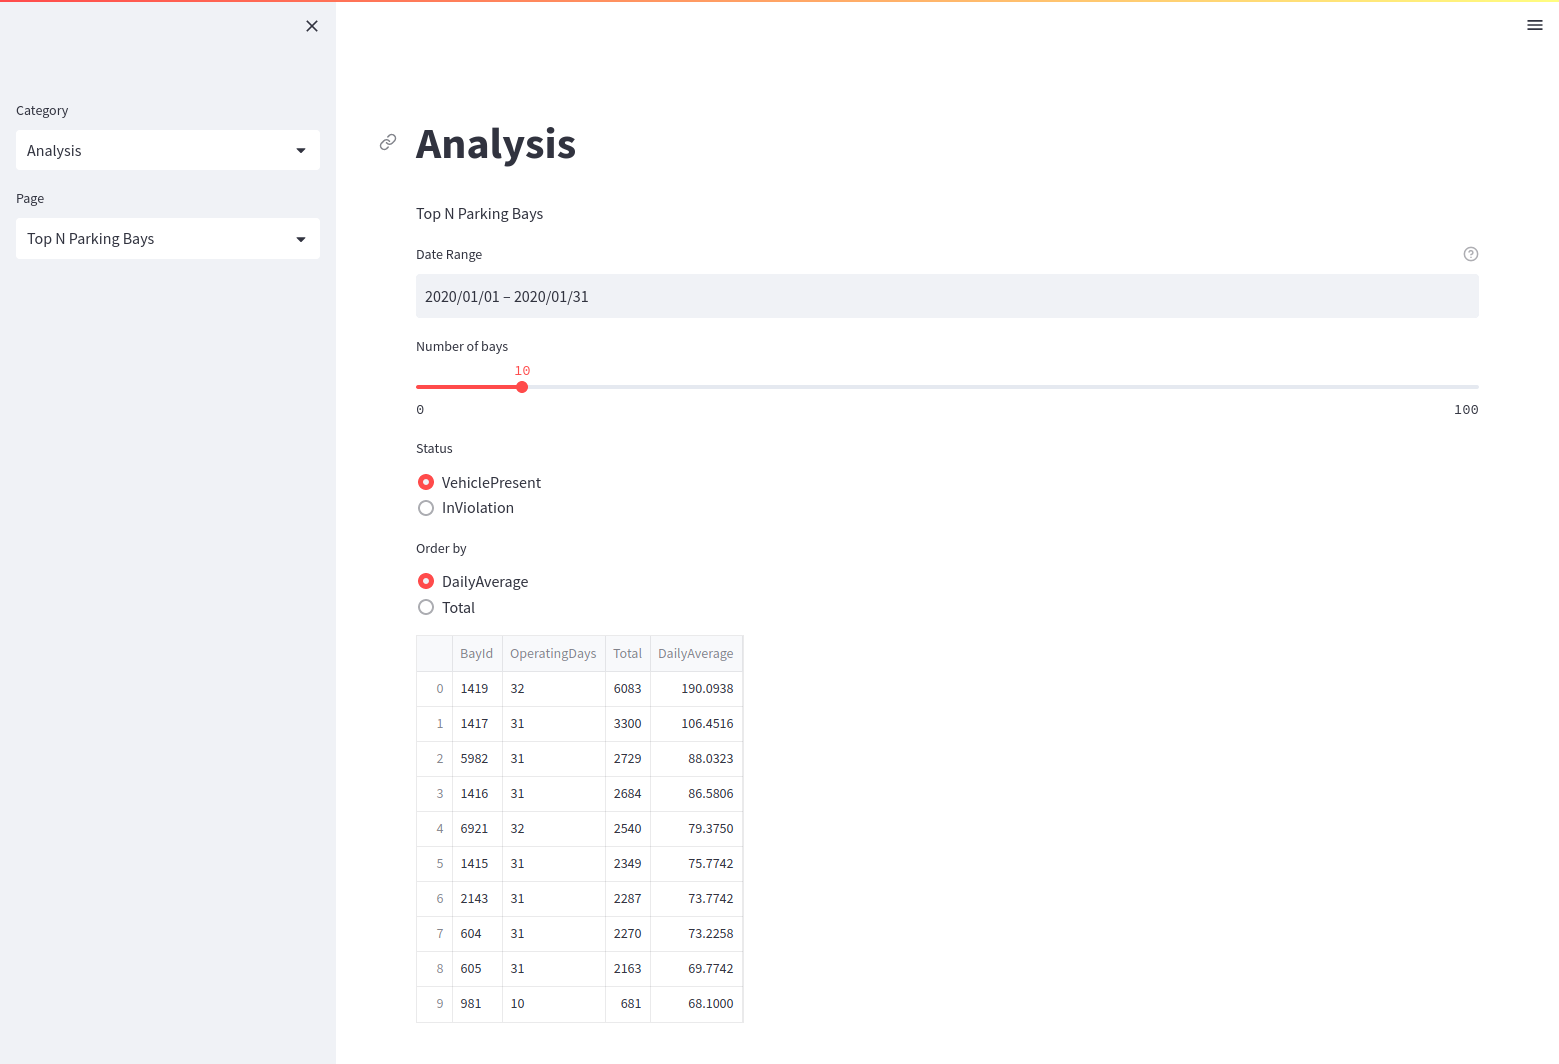 Category
Analysis
Page
Top N Parking Bays
Analysis
Top N Parking Bays
Date Range
2020/01/01 – 2020/01/31
Number of bays
10
0 100
Status
VehiclePresent
InViolation
Order by
DailyAverage
Total
BayId OperatingDays Total DailyAverage
0 1419 32 6083 190.0938
1 1417 31 3300 106.4516
2 5982 31 2729 88.0323
3 1416 31 2684 86.5806
4 6921 32 2540 79.3750
5 1415 31 2349 75.7742
6 2143 31 2287 73.7742
7 604 31 2270 73.2258
8 605 31 2163 69.7742
9 981 10 681 68.1000